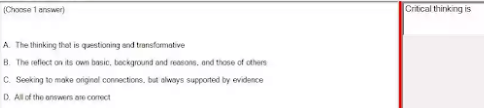 (Choose 1 answer)
Critical thinking is
A. The thinking that is questioning and transformative
B. The reflect on its own basic, background and reasons, and those of others
C. Seeking to make original connections, but always supported by evidence
D. All of the answers are correct